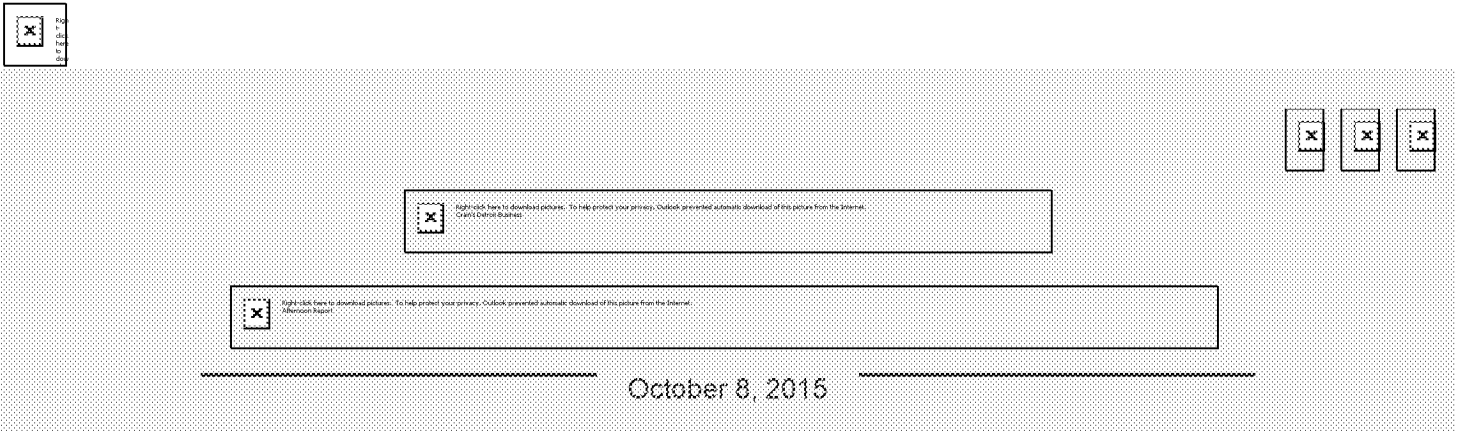 Right-click here to download pictures. To help protect your privacy, Outlook prevented automatic download of this picture from the Internet.
Crain's Detroit Business
Right-click here to download pictures. To help protect your privacy, Outlook prevented automatic download of this picture from the Internet.
Afternoon Report
October 8, 2015